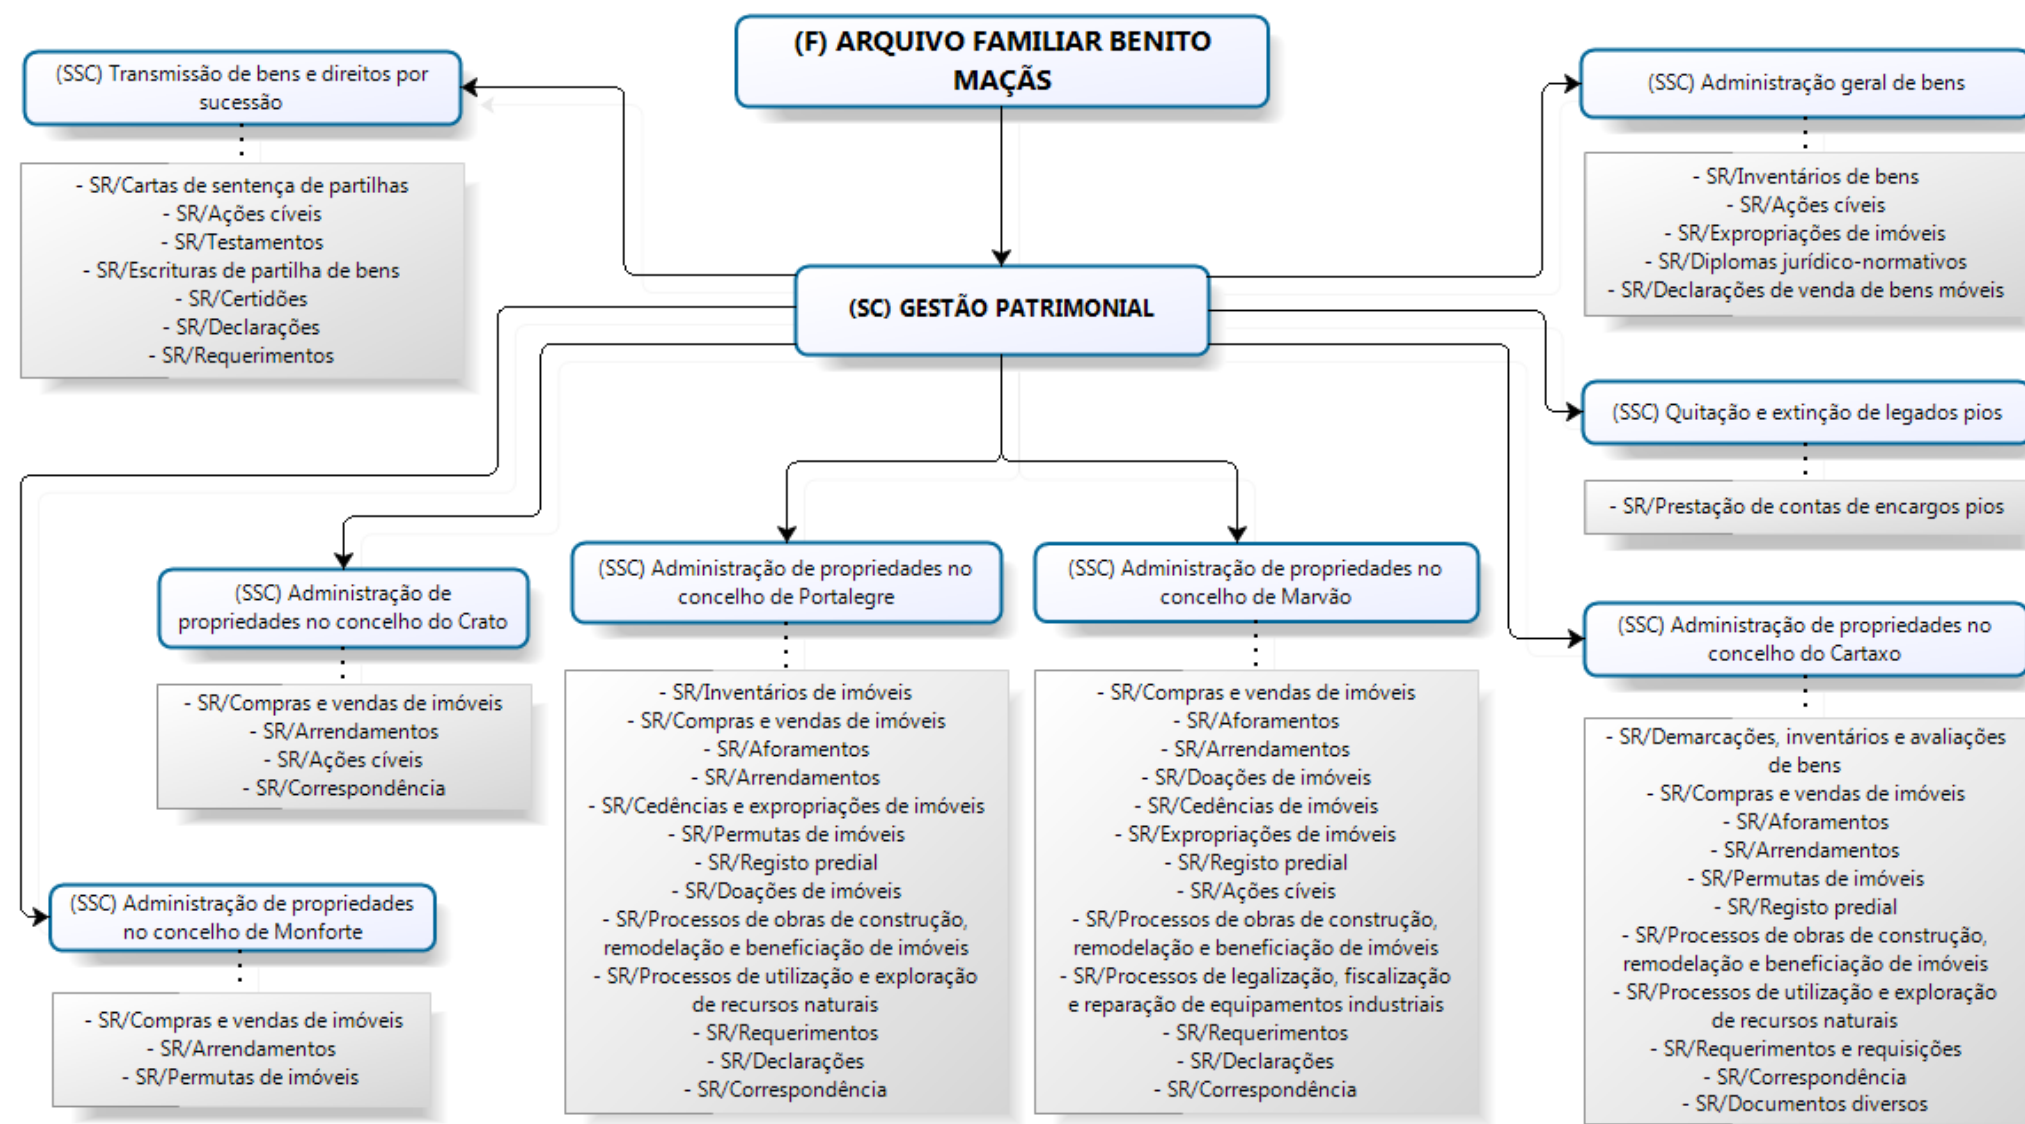 (F) ARQUIVO FAMILIAR BENITO
MAÇÃS
(SSC) Transmissão de bens e direitos por
sucessão
- SR/Cartas de sentença de partilhas
- SR/Ações cíveis
- SR/Testamentos
- SR/Escrituras de partilha de bens
- SR/Certidões
- SR/Declarações
- SR/Requerimentos
(SSC) Administração geral de bens
- SR/Inventários de bens
- SR/Ações cíveis
- SR/Expropriações de imóveis
- SR/Diplomas jurídico-normativos
- SR/Declarações de venda de bens móveis
(SC) GESTÃO PATRIMONIAL
(SSC) Quitação e extinção de legados pios
- SR/Prestação de contas de encargos pios
(SSC) Administração de
propriedades no concelho do Crato
- SR/Compras e vendas de imóveis
- SR/Arrendamentos
- SR/Ações cíveis
- SR/Correspondência
(SSC) Administração de propriedades
no concelho de Monforte
- SR/Compras e vendas de imóveis
- SR/Arrendamentos
- SR/Permutas de imóveis
(SSC) Administração de propriedades no
concelho de Portalegre
- SR/Inventários de imóveis
- SR/Compras e vendas de imóveis
- SR/Aforamentos
- SR/Arrendamentos
- SR/Cedências e expropriações de imóveis
- SR/Permutas de imóveis
- SR/Registo predial
- SR/Doações de imóveis
- SR/Processos de obras de construção,
remodelação e beneficiação de imóveis
- SR/Processos de utilização e exploração
de recursos naturais
- SR/Requerimentos
- SR/Declarações
- SR/Correspondência
(SSC) Administração de propriedades no
concelho de Marvão
- SR/Compras e vendas de imóveis
- SR/Aforamentos
- SR/Arrendamentos
- SR/Doações de imóveis
- SR/Cedências de imóveis
- SR/Expropriações de imóveis
- SR/Registo predial
- SR/Ações cíveis
- SR/Processos de obras de construção,
remodelação e beneficiação de imóveis
- SR/Processos de legalização, fiscalização
e reparação de equipamentos industriais
- SR/Requerimentos
- SR/Declarações
- SR/Correspondência
(SSC) Administração de propriedades no
concelho do Cartaxo
- SR/Demarcações, inventários e avaliações
de bens
- SR/Compras e vendas de imóveis
- SR/Aforamentos
- SR/Arrendamentos
- SR/Permutas de imóveis
- SR/Registo predial
- SR/Processos de obras de construção,
remodelação e beneficiação de imóveis
- SR/Processos de utilização e exploração
de recursos naturais
- SR/Requerimentos e requisições
- SR/Correspondência
- SR/Documentos diversos